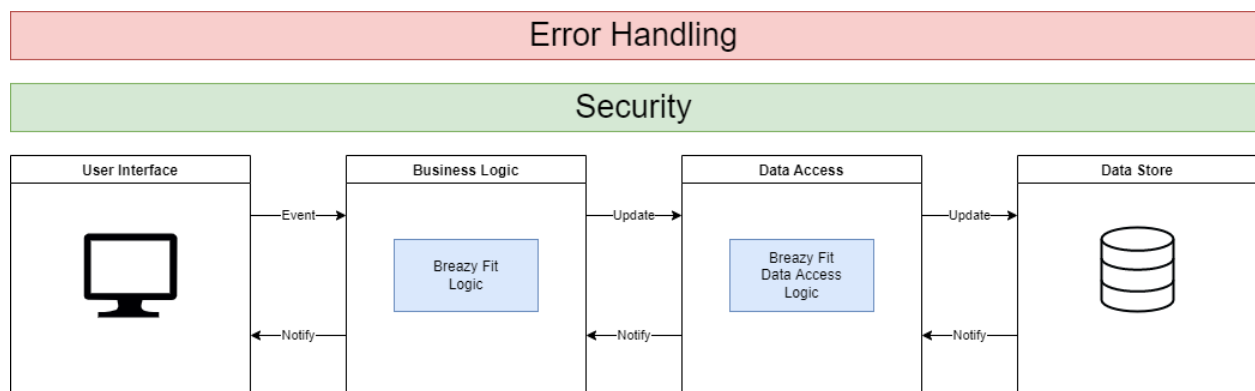 Error Handling
Security
User Interface
Business Logic
Data Access
Data Store
Event
Update
Update
Breazy Fit
Logic
Breazy Fit
Data Access
Logic
Notify
Notify
Notify